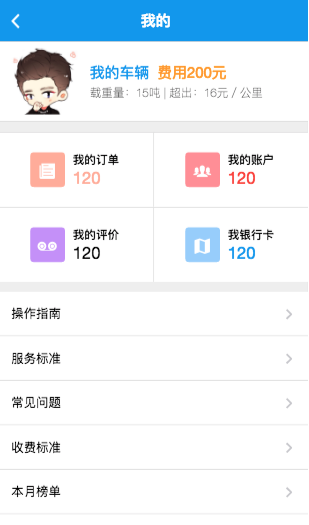 我的
我的车辆 费用200元
载重量：15吨 | 超出：16元 / 公里
我的订单
120
我的账户
120
我的评价
120
我银行卡
120
操作指南
服务标准
常见问题
收费标准
本月榜单